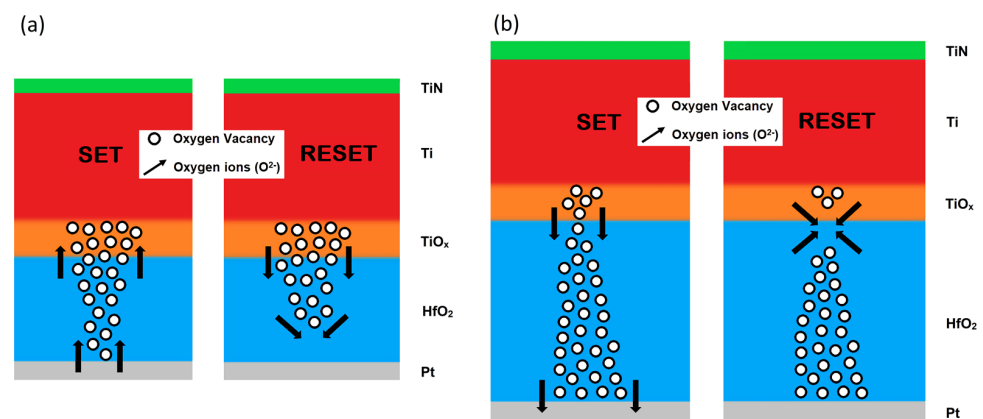 (a)
Oxygen Vacancy
Oxygen ions (O²⁻)
SET
RESET
TiN
Ti
TiOₓ
HfO₂
Pt
(b)
Oxygen Vacancy
Oxygen ions (O²⁻)
SET
RESET
TiN
Ti
TiOₓ
HfO₂
Pt